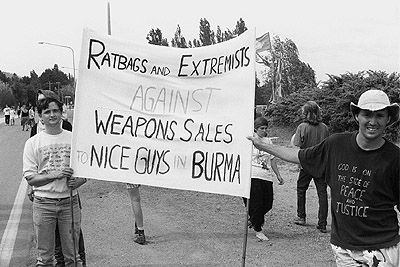 RATBAGS AND EXTREMISTS
AGAINST
WEAPONS SALES
TO NICE GUYS IN BURMA
GOD IS ON
THE SIDE OF
PEACE
AND
JUSTICE